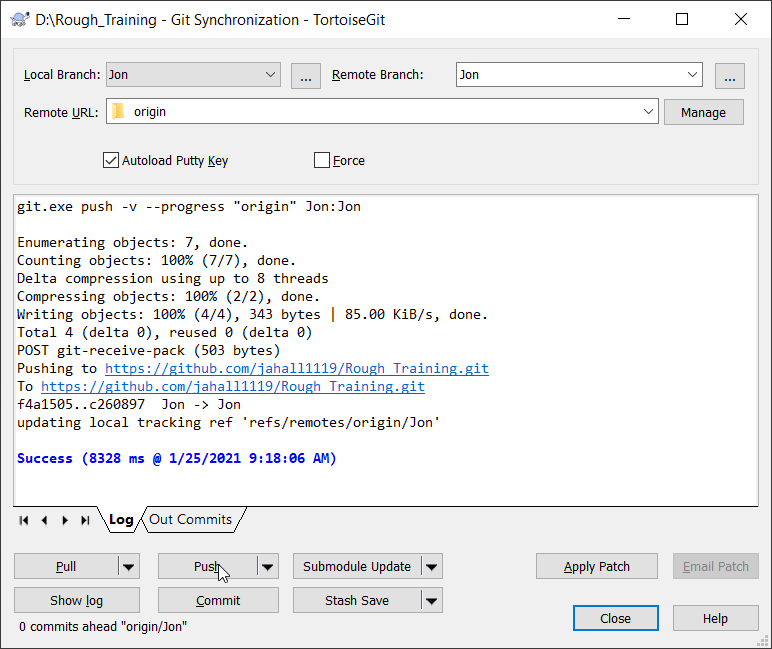 D:\Rough_Training - Git Synchronization - TortoiseGit
Local Branch: Jon ... Remote Branch: Jon ...
Remote URL: origin Manage
Autoload Putty Key Force
git.exe push -v --progress "origin" Jon:Jon
Enumerating objects: 7, done.
Counting objects: 100% (7/7), done.
Delta compression using up to 8 threads
Compressing objects: 100% (2/2), done.
Writing objects: 100% (4/4), 343 bytes | 85.00 KiB/s, done.
Total 4 (delta 0), reused 0 (delta 0)
POST git-receive-pack (503 bytes)
Pushing to https://github.com/jahall1119/Rough_Training.git
To https://github.com/jahall1119/Rough_Training.git
f4a1505..c260897  Jon -> Jon
updating local tracking ref 'refs/remotes/origin/Jon'
Success (8328 ms @ 1/25/2021 9:18:06 AM)
Log Out Commits
Pull Push Submodule Update Apply Patch Email Patch
Show log Commit Stash Save
0 commits ahead "origin/Jon" Close Help